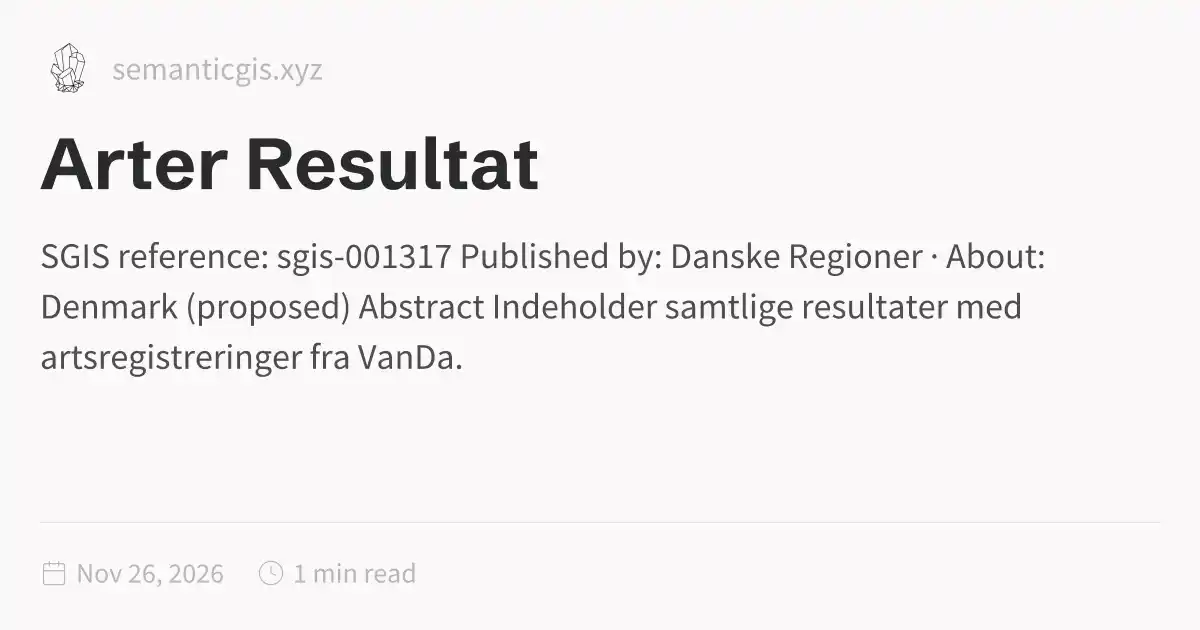 semanticgis.xyz
Arter Resultat
SGIS reference: sgis-001317 Published by: Danske Regioner · About:
Denmark (proposed) Abstract Indeholder samtlige resultater med
artsregistreringer fra VanDa.
Nov 26, 2026 1 min read